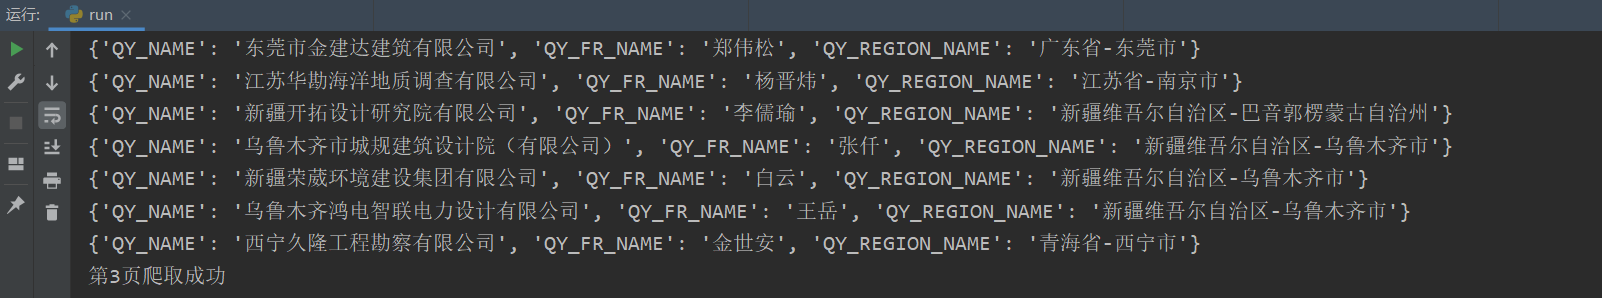 运行: run
{'QY_NAME': '东莞市金建达建筑有限公司', 'QY_FR_NAME': '郑伟松', 'QY_REGION_NAME': '广东省-东莞市'}
{'QY_NAME': '江苏华勘海洋地质调查有限公司', 'QY_FR_NAME': '杨晋炜', 'QY_REGION_NAME': '江苏省-南京市'}
{'QY_NAME': '新疆开拓设计研究院有限公司', 'QY_FR_NAME': '李儒瑜', 'QY_REGION_NAME': '新疆维吾尔自治区-巴音郭楞蒙古自治州'}
{'QY_NAME': '乌鲁木齐市城规建筑设计院（有限公司）', 'QY_FR_NAME': '张仟', 'QY_REGION_NAME': '新疆维吾尔自治区-乌鲁木齐市'}
{'QY_NAME': '新疆荣葳环境建设集团有限公司', 'QY_FR_NAME': '白云', 'QY_REGION_NAME': '新疆维吾尔自治区-乌鲁木齐市'}
{'QY_NAME': '乌鲁木齐鸿电智联电力设计有限公司', 'QY_FR_NAME': '王岳', 'QY_REGION_NAME': '新疆维吾尔自治区-乌鲁木齐市'}
{'QY_NAME': '西宁久隆工程勘察有限公司', 'QY_FR_NAME': '金世安', 'QY_REGION_NAME': '青海省-西宁市'}
第3页爬取成功